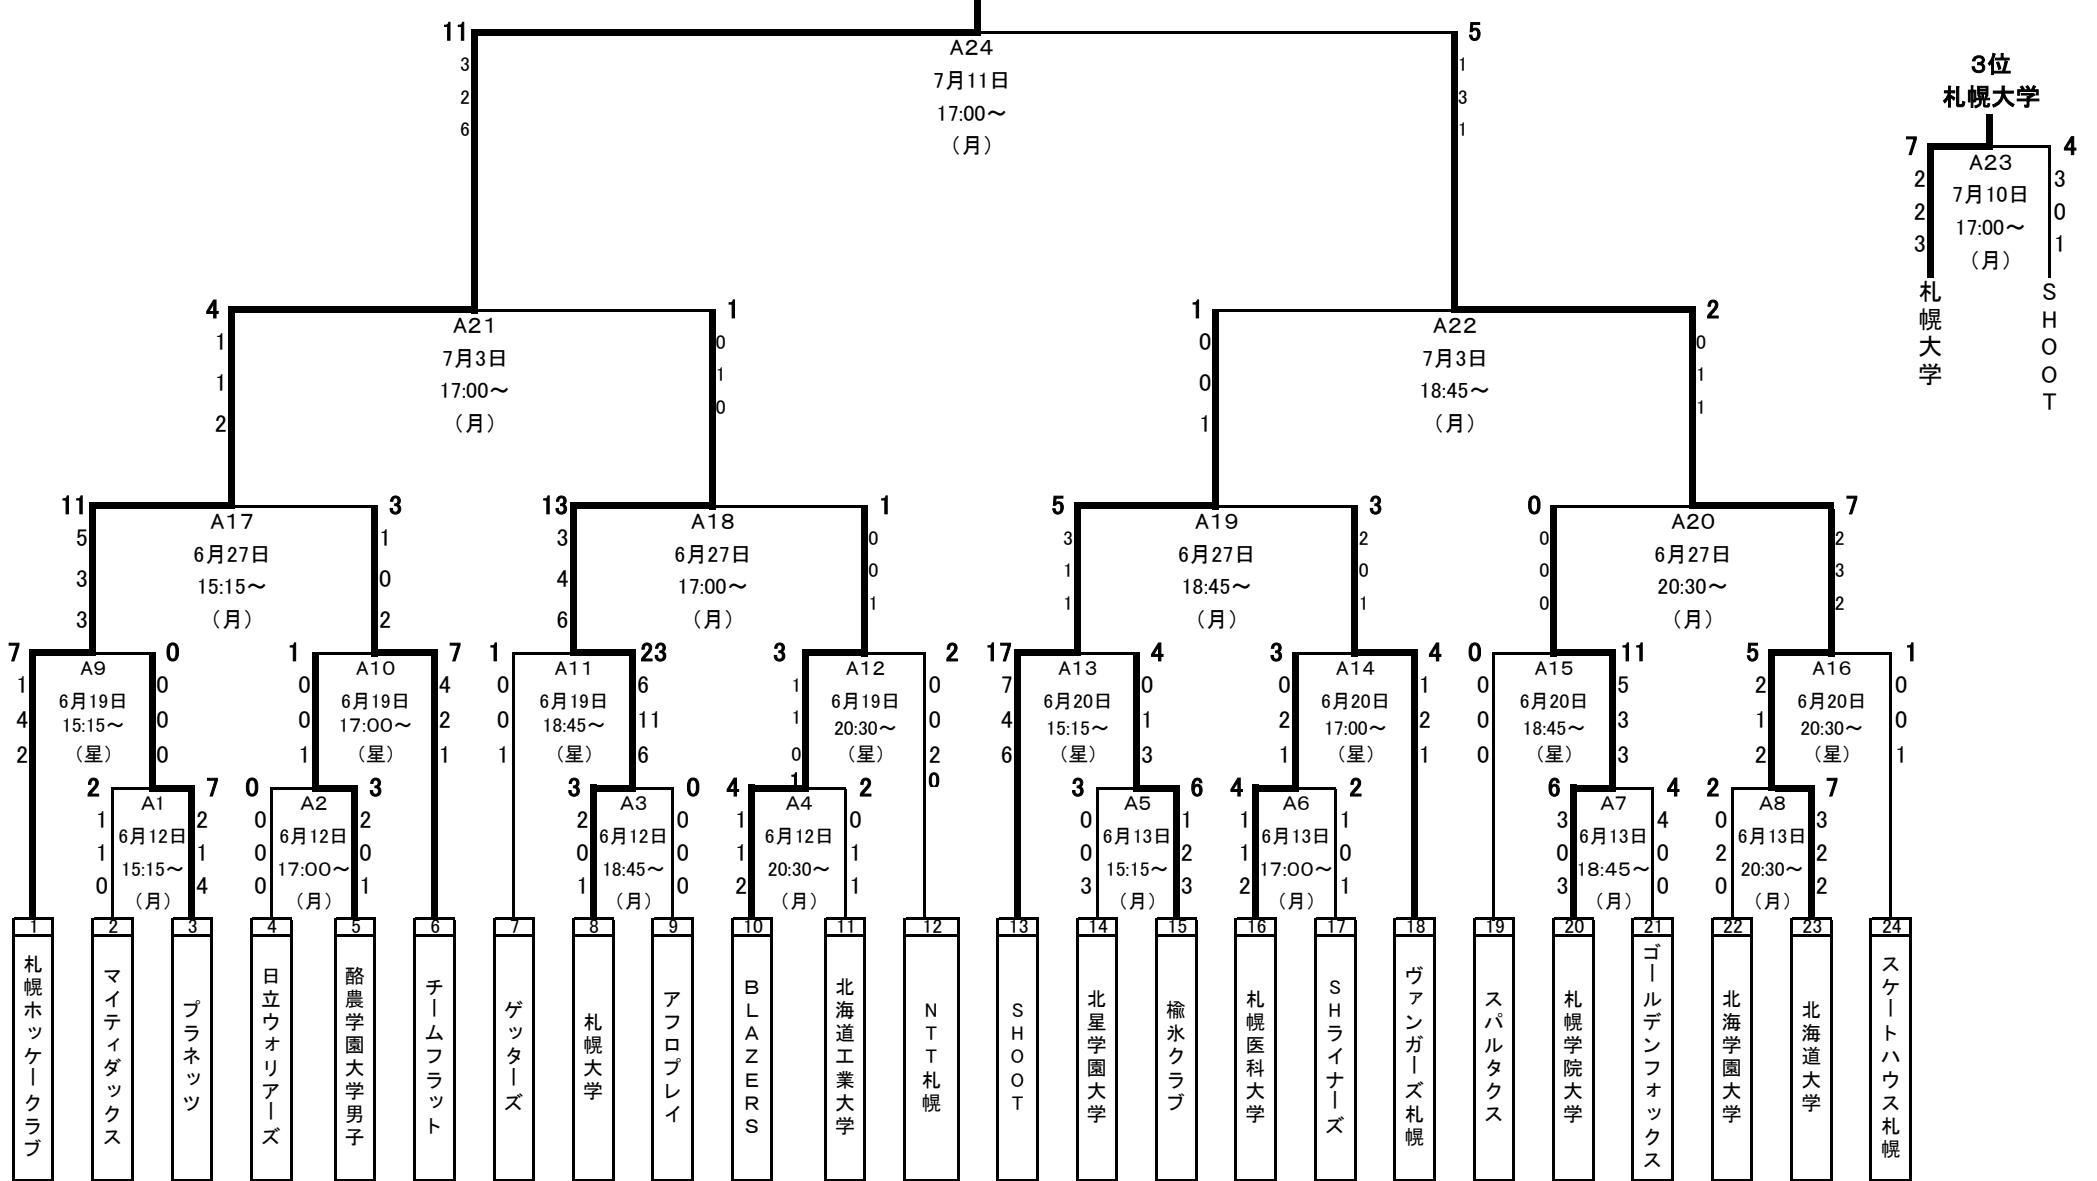 11 5
A24
3 1
7月11日
2 3
17:00～
6 1
（月）
3位
札幌大学
7 4
A23
2 3
7月10日
2 0
17:00～
3 1
（月）
札幌大学
SHOOT
4 1
A21
1 0
7月3日
1 1
17:00～
2 0
（月）
1 2
A22
0 0
7月3日
0 1
18:45～
1 1
（月）
11 3
A17
5 1
6月27日
3 0
15:15～
3 2
（月）
13 1
A18
3 0
6月27日
4 0
17:00～
6 1
（月）
5 3
A19
3 2
6月27日
1 0
18:45～
1 1
（月）
0 7
A20
0 2
6月27日
0 3
20:30～
0 2
（月）
7 0
A9
1 0
6月19日
4 0
15:15～
2 0
（星）
1 7
A10
0 4
6月19日
0 2
17:00～
1 1
（星）
1 23
A11
0 6
6月19日
0 11
18:45～
1 6
（星）
3 2
A12
1 0
6月19日
1 0
20:30～
0 2
（星）
1 0
17 4
A13
7 0
6月20日
4 1
15:15～
6 3
（星）
3 4
A14
0 1
6月20日
2 2
17:00～
1 1
（星）
0 11
A15
0 5
6月20日
0 3
18:45～
0 3
（星）
5 1
A16
2 0
6月20日
1 0
20:30～
2 1
（星）
2 7
A1
1 2
6月12日
1 1
15:15～
0 4
（月）
0 3
A2
0 2
6月12日
0 0
17:00～
0 1
（月）
3 0
A3
2 0
6月12日
0 0
18:45～
1 0
（月）
4 2
A4
1 0
6月12日
1 1
20:30～
2 1
（月）
3 6
A5
0 1
6月13日
0 2
15:15～
3 3
（月）
4 2
A6
1 1
6月13日
1 0
17:00～
2 1
（月）
6 4
A7
3 4
6月13日
0 0
18:45～
3 0
（月）
2 7
A8
0 3
6月13日
2 2
20:30～
0 2
（月）
1
札幌ホッケークラブ
2
マイティダックス
3
プラネッツ
4
日立ウォリアーズ
5
酪農学園大学男子
6
チームフラット
7
ゲッターズ
8
札幌大学
9
アフロプレイ
10
BLAZERS
11
北海道工業大学
12
NTT札幌
13
SHOOT
14
北星学園大学
15
楡氷クラブ
16
札幌医科大学
17
SHライナーズ
18
ヴァンガーズ札幌
19
スパルタクス
20
札幌学院大学
21
ゴールデンフォックス
22
北海学園大学
23
北海道大学
24
スケートハウス札幌